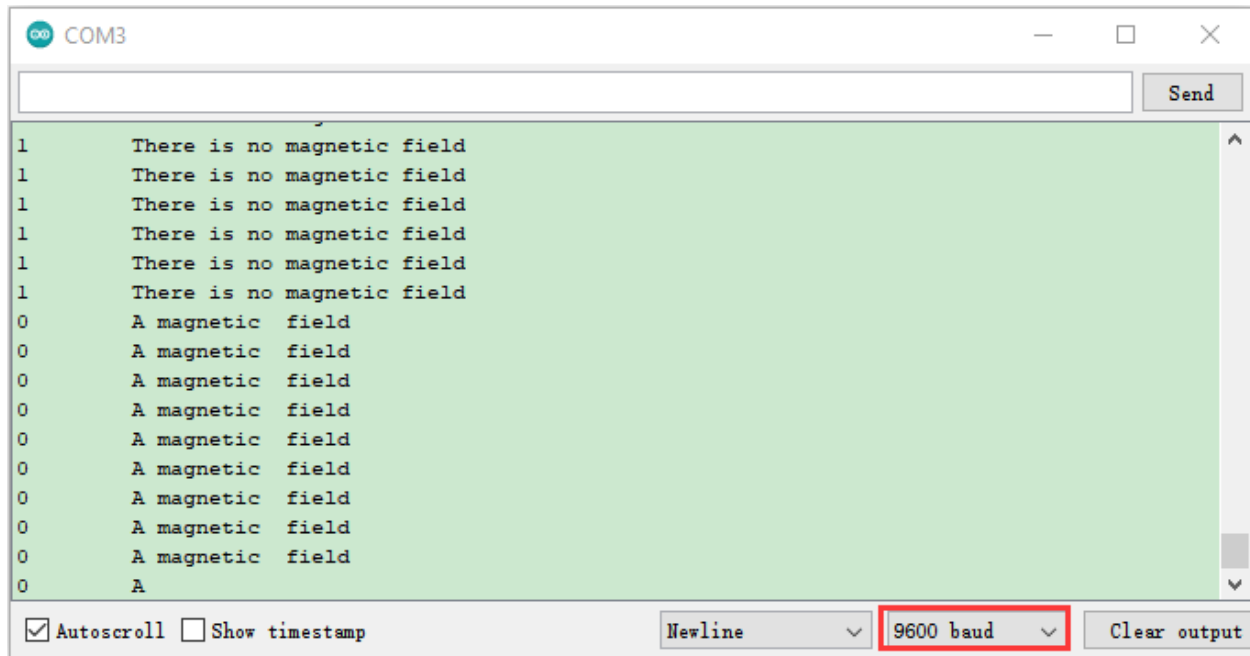 COM3
Send
1 There is no magnetic field
1 There is no magnetic field
1 There is no magnetic field
1 There is no magnetic field
1 There is no magnetic field
1 There is no magnetic field
0 A magnetic  field
0 A magnetic  field
0 A magnetic  field
0 A magnetic  field
0 A magnetic  field
0 A magnetic  field
0 A magnetic  field
0 A magnetic  field
0 A magnetic  field
0 A
Autoscroll Show timestamp Newline 9600 baud Clear output